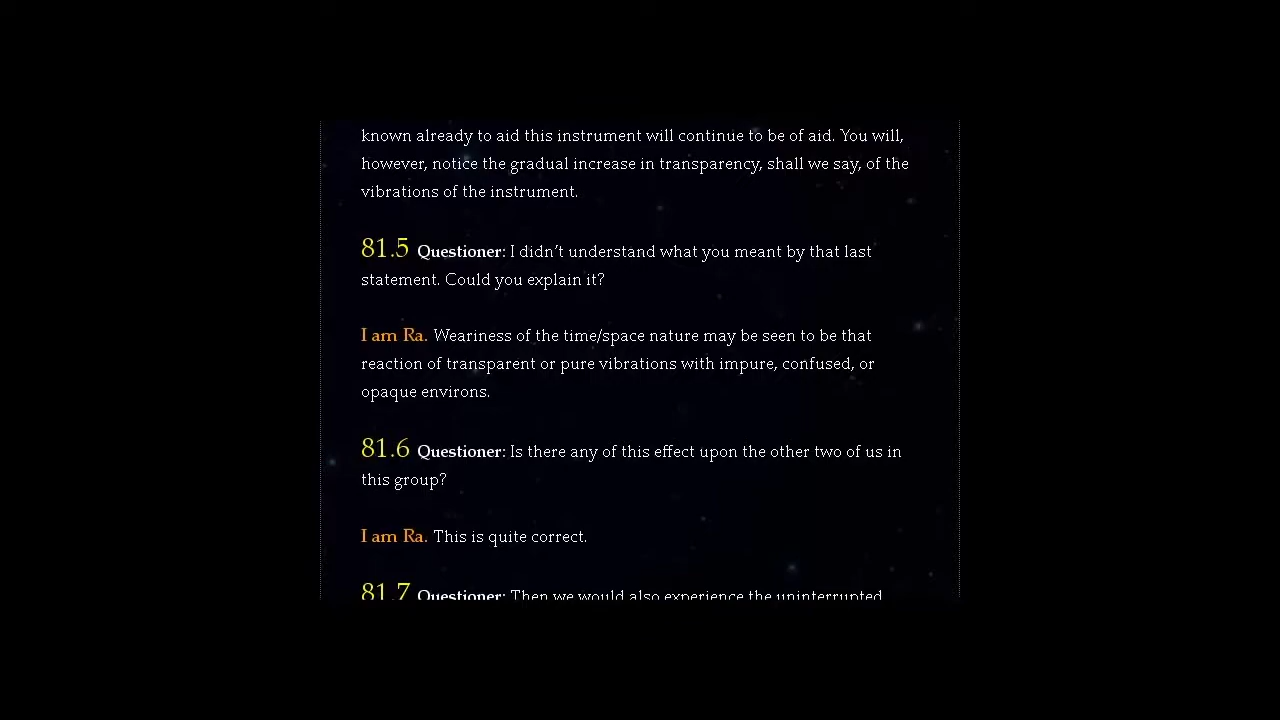 known already to aid this instrument will continue to be of aid. You will,
however, notice the gradual increase in transparency, shall we say, of the
vibrations of the instrument.
81.5 Questioner: I didn’t understand what you meant by that last
statement. Could you explain it?
I am Ra. Weariness of the time/space nature may be seen to be that
reaction of transparent or pure vibrations with impure, confused, or
opaque environs.
81.6 Questioner: Is there any of this effect upon the other two of us in
this group?
I am Ra. This is quite correct.
81.7 Questioner: Then we would also experience the uninterrupted